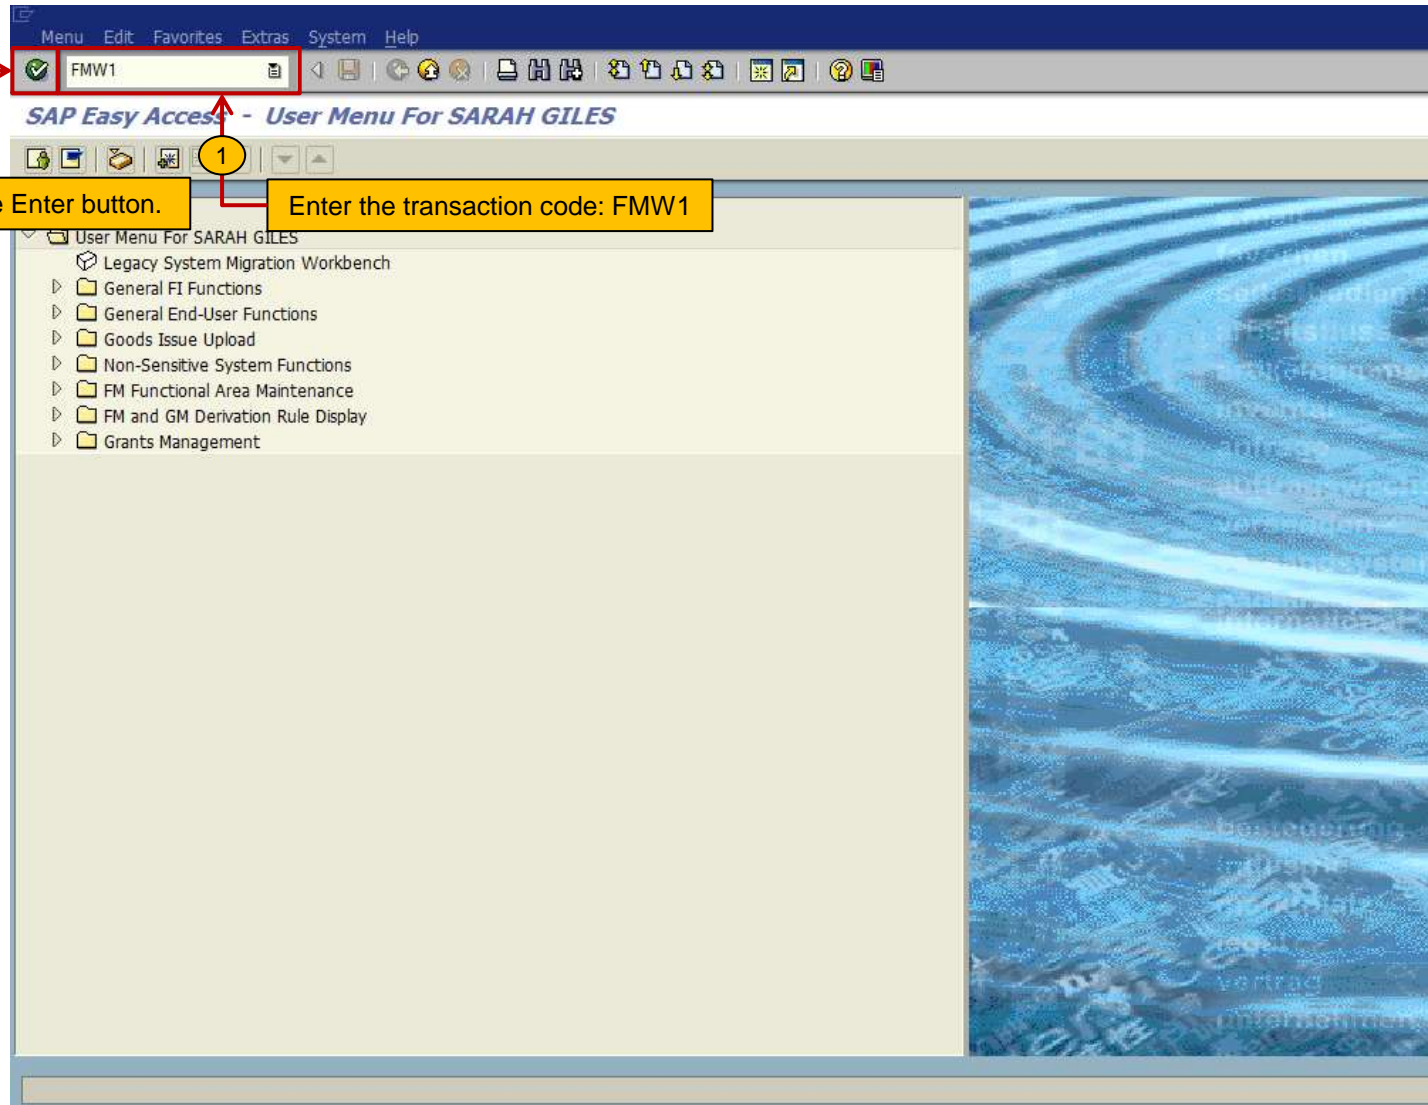 Menu Edit Favorites Extras System Help
FMW1
SAP Easy Access - User Menu For SARAH GILES
1
Enter button.
Enter the transaction code: FMW1
User Menu For SARAH GILES
Legacy System Migration Workbench
General FI Functions
General End-User Functions
Goods Issue Upload
Non-Sensitive System Functions
FM Functional Area Maintenance
FM and GM Derivation Rule Display
Grants Management
favoriten
vertrag